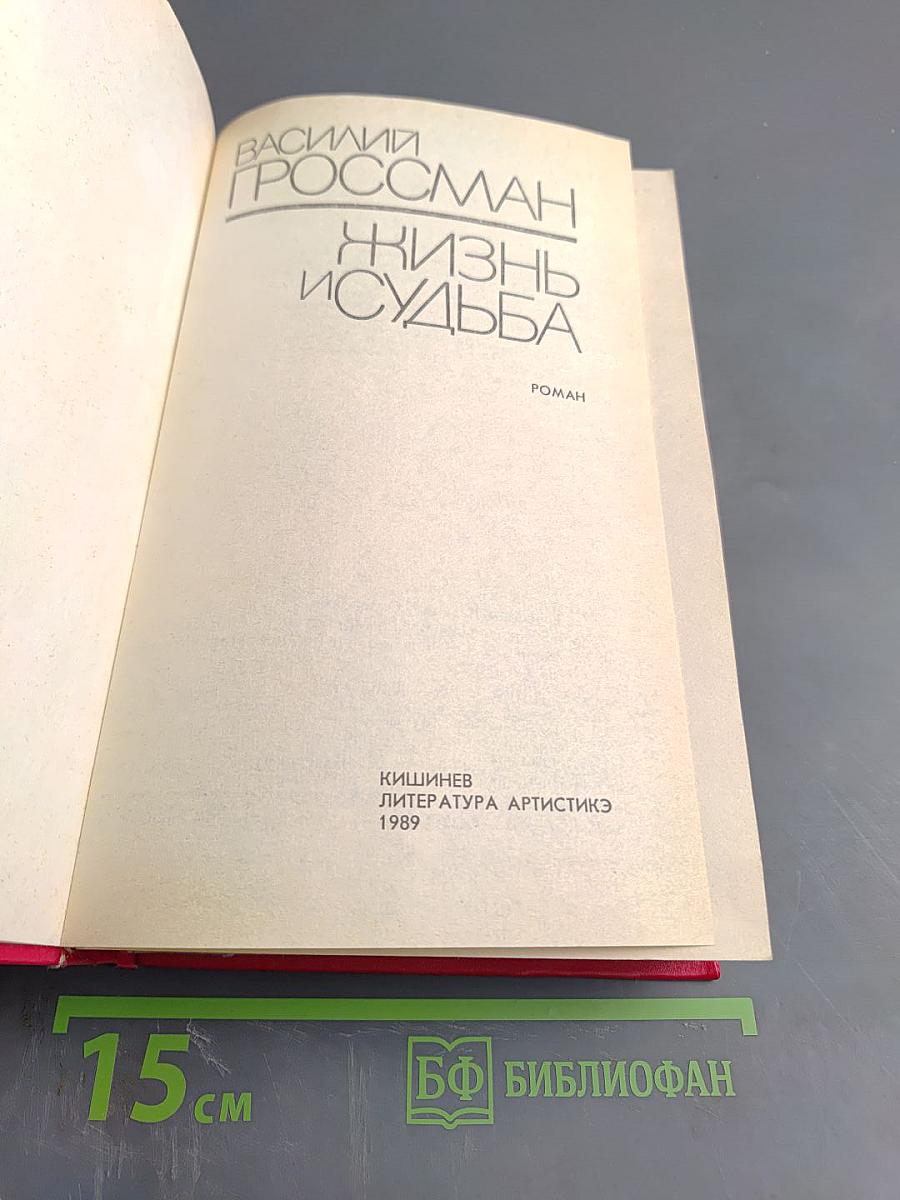 ВАСИЛИЙ
ГРОССМАН
ЖИЗНЬ
И СУДЬБА
РОМАН
КИШИНЕВ
ЛИТЕРАТУРА АРТИСТИКЭ
1989
15 см
БФ БИБЛИОФАН